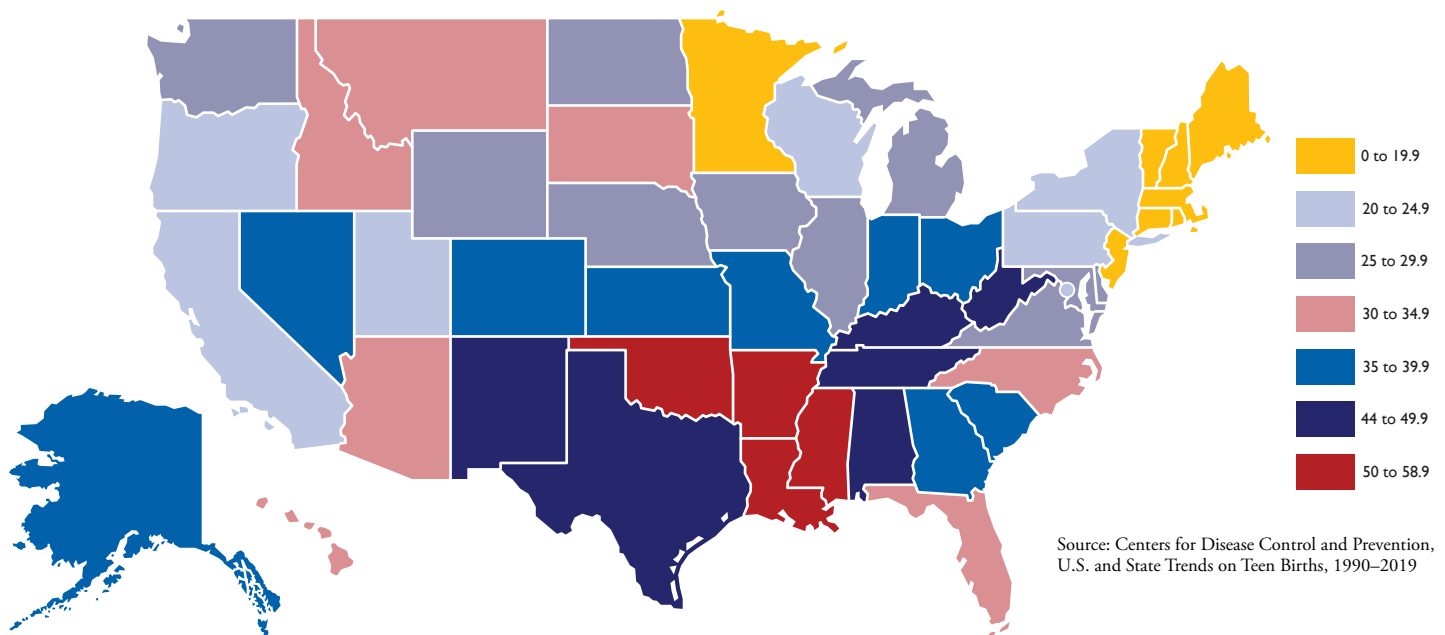 0 to 19.9
20 to 24.9
25 to 29.9
30 to 34.9
35 to 39.9
44 to 49.9
50 to 58.9
Source: Centers for Disease Control and Prevention,
U.S. and State Trends on Teen Births, 1990–2019